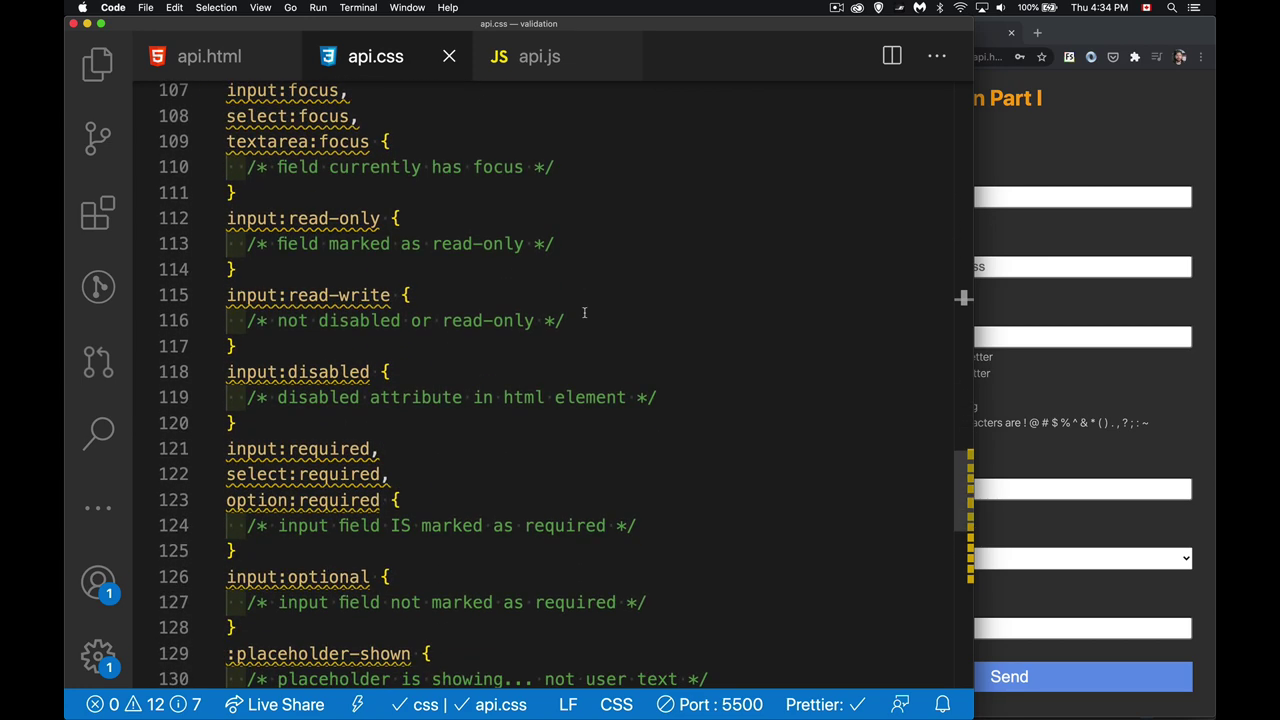 Code File Edit Selection View Go Run Terminal Window Help 100% Thu 4:34 PM
api.css — validation
api.html api.css JS api.js
107 input:focus,
108 select:focus,
109 textarea:focus {
110 /* field currently has focus */
111 }
112 input:read-only {
113 /* field marked as read-only */
114 }
115 input:read-write {
116 /* not disabled or read-only */
117 }
118 input:disabled {
119 /* disabled attribute in html element */
120 }
121 input:required,
122 select:required,
123 option:required {
124 /* input field IS marked as required */
125 }
126 input:optional {
127 /* input field not marked as required */
128 }
129 :placeholder-shown {
130 /* placeholder is showing... not user text */
1
1
0 12 7 Live Share css | api.css LF CSS Port : 5500 Prettier:
api.h...
n Part I
ss
tter
tter
g
acters are ! @ # $ % ^ & * ( ) . , ? ; : ~
Send